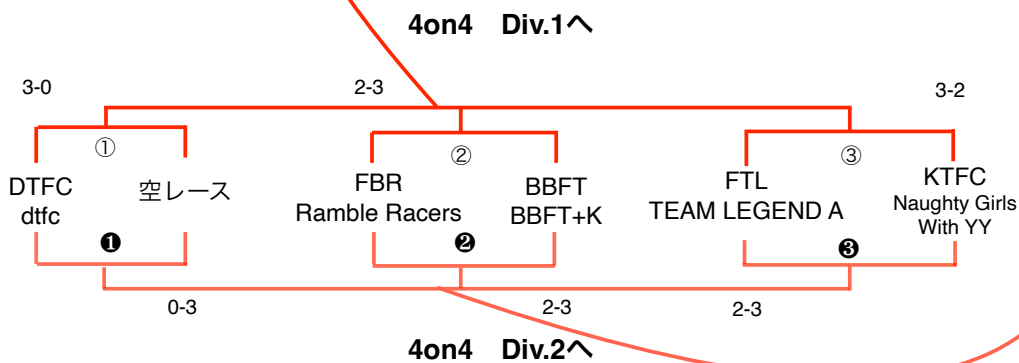 4on4 Div.1へ
3-0
2-3
3-2
①
②
③
DTFC
dtfc
空レース
FBR
Ramble Racers
BBFT
BBFT+K
FTL
TEAM LEGEND A
KTFC
Naughty Girls
With YY
❶
❷
❸
0-3
2-3
2-3
4on4 Div.2へ